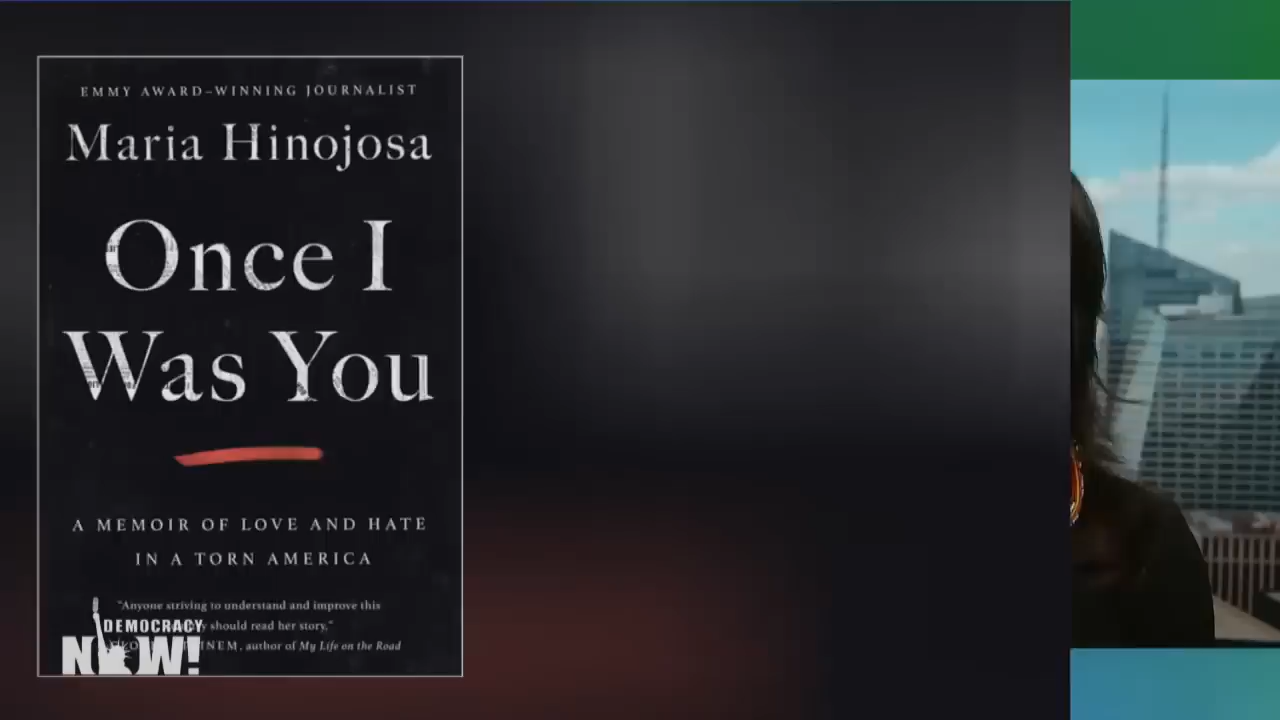 EMMY AWARD–WINNING JOURNALIST
Maria Hinojosa
Once I
Was You
A MEMOIR OF LOVE AND HATE
IN A TORN AMERICA
"Anyone striving to understand and improve this
should read her story."
author of My Life on the Road
DEMOCRACY
NOW!